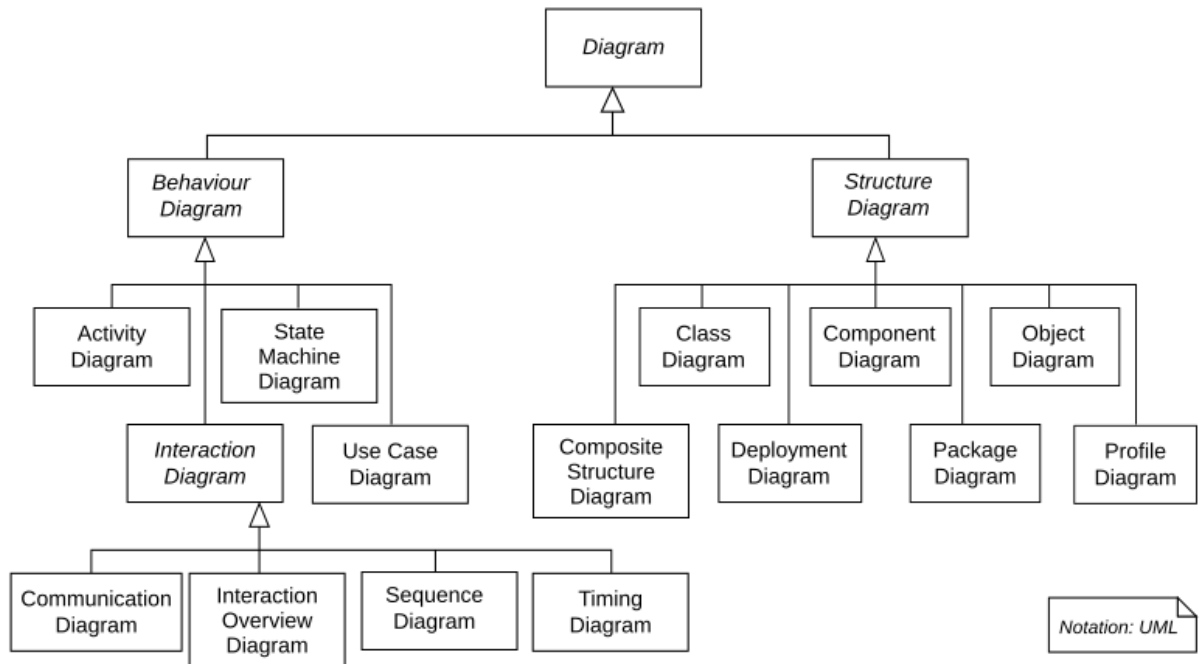 Diagram
Behaviour
Diagram
Structure
Diagram
Activity
Diagram
State
Machine
Diagram
Class
Diagram
Component
Diagram
Object
Diagram
Interaction
Diagram
Use Case
Diagram
Composite
Structure
Diagram
Deployment
Diagram
Package
Diagram
Profile
Diagram
Communication
Diagram
Interaction
Overview
Diagram
Sequence
Diagram
Timing
Diagram
Notation: UML